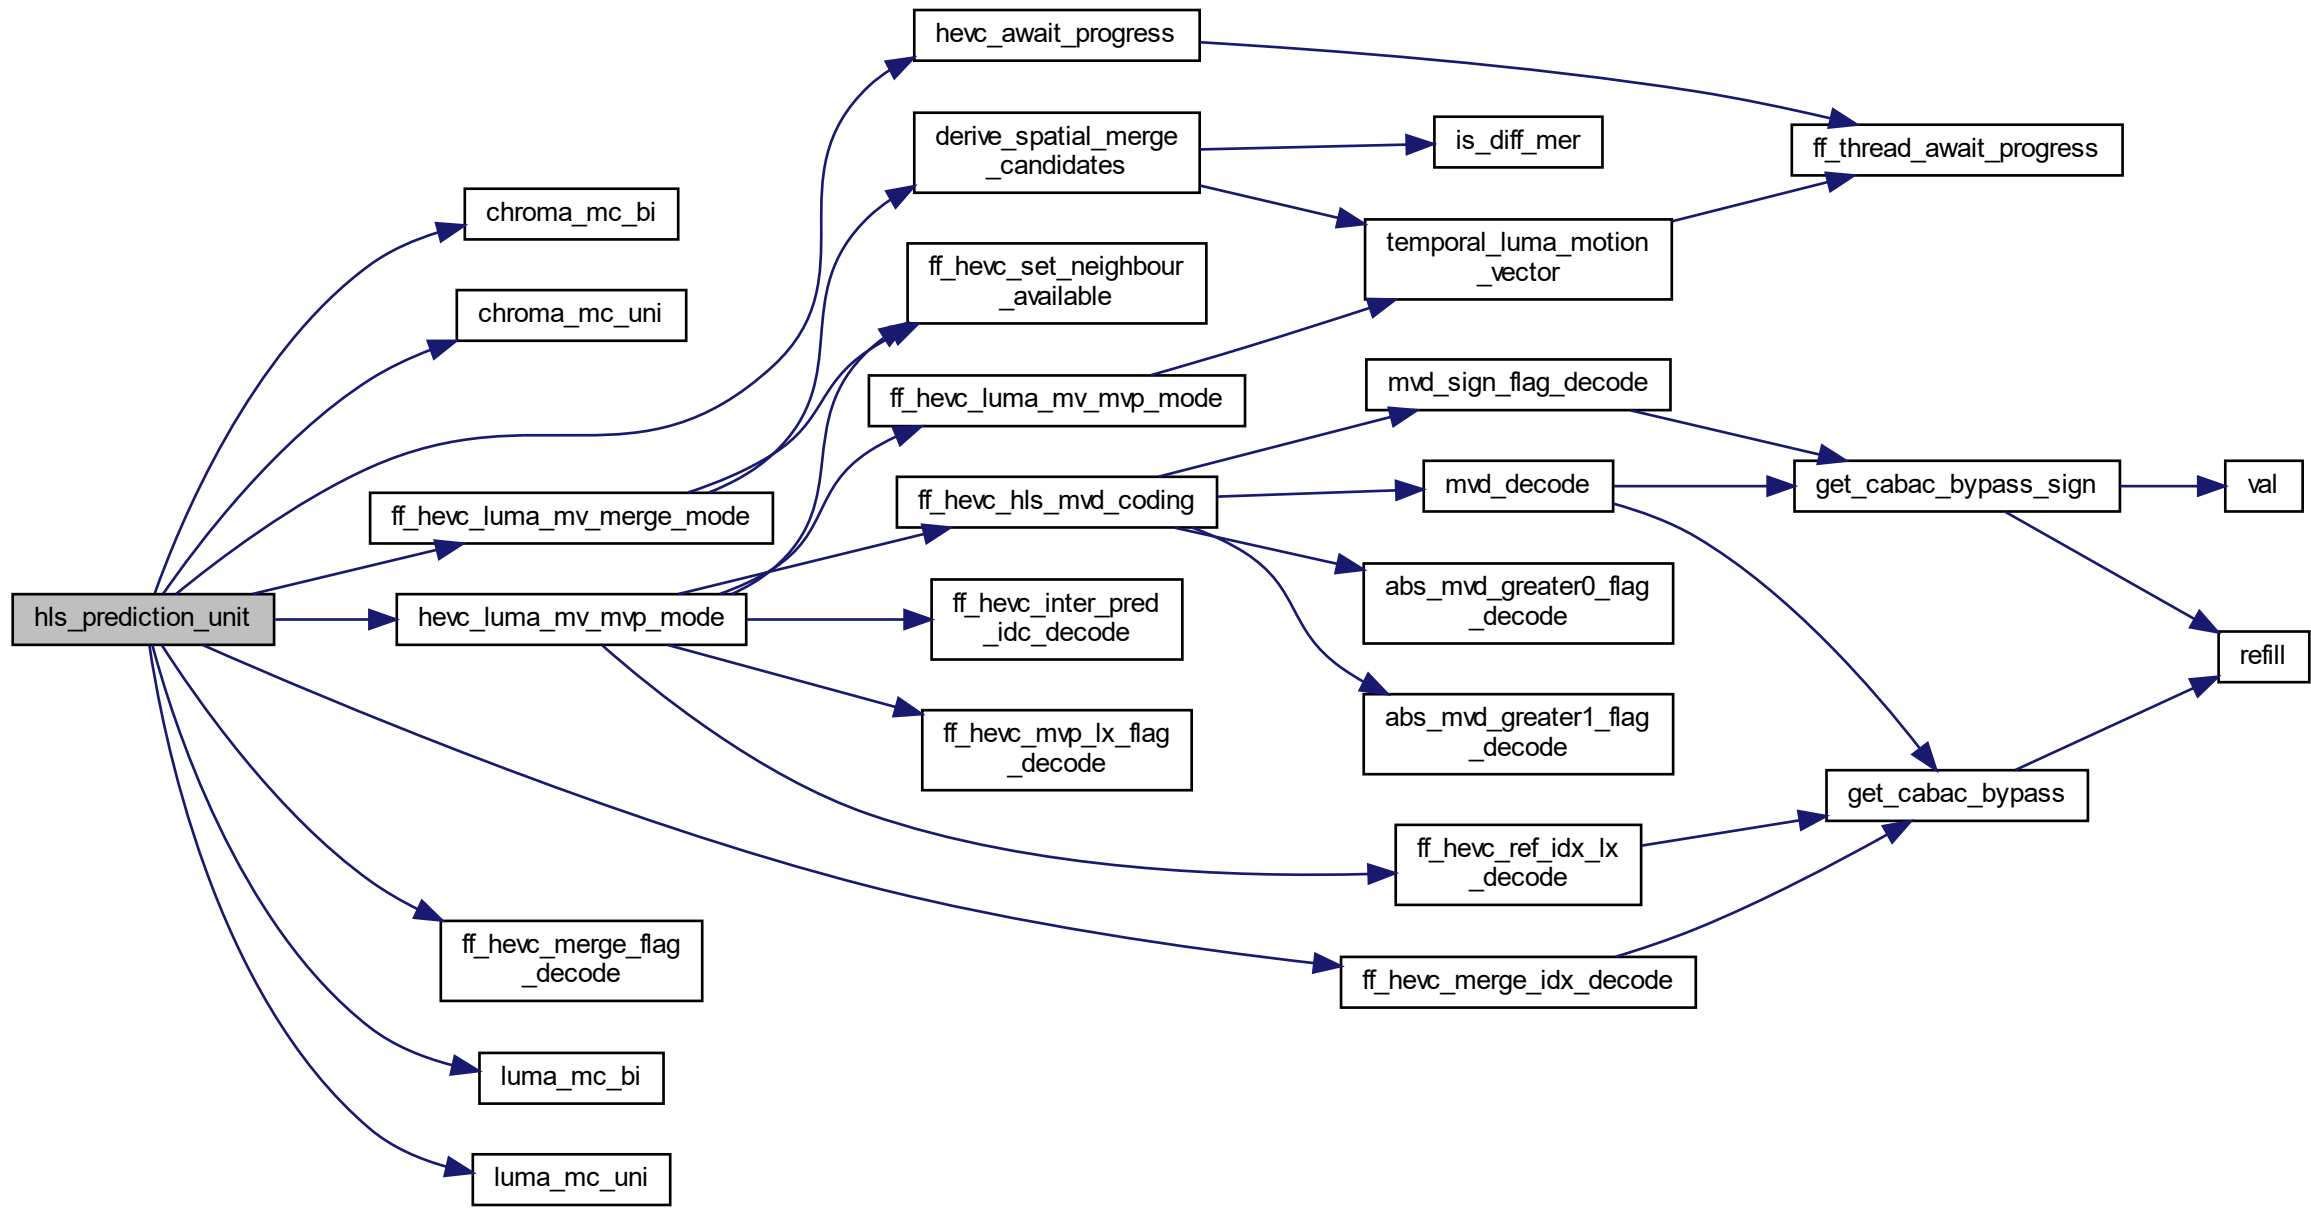 hls_prediction_unit
chroma_mc_bi
chroma_mc_uni
ff_hevc_luma_mv_merge_mode
hevc_luma_mv_mvp_mode
ff_hevc_merge_flag
_decode
luma_mc_bi
luma_mc_uni
hevc_await_progress
derive_spatial_merge
_candidates
ff_hevc_set_neighbour
_available
ff_hevc_luma_mv_mvp_mode
ff_hevc_hls_mvd_coding
ff_hevc_inter_pred
_idc_decode
ff_hevc_mvp_lx_flag
_decode
is_diff_mer
temporal_luma_motion
_vector
mvd_sign_flag_decode
mvd_decode
abs_mvd_greater0_flag
_decode
abs_mvd_greater1_flag
_decode
ff_hevc_ref_idx_lx
_decode
ff_hevc_merge_idx_decode
ff_thread_await_progress
get_cabac_bypass_sign
get_cabac_bypass
val
refill